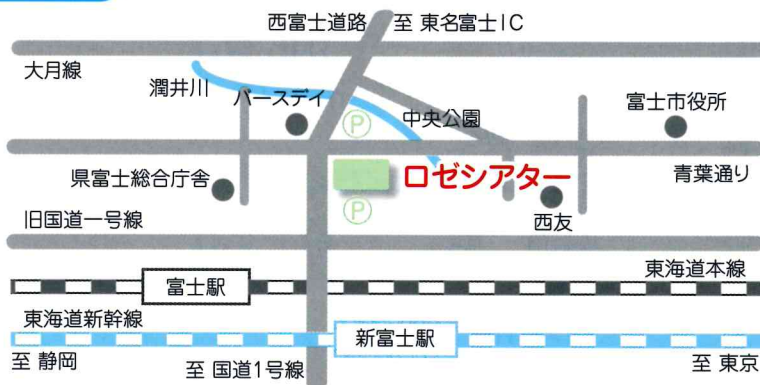 西富士道路 至 東名富士IC
大月線
潤井川
バースデイ
P
中央公園
富士市役所
県富士総合庁舎
ロゼシアター
青葉通り
P
西友
旧国道一号線
東海道本線
富士駅
東海道新幹線
新富士駅
至 静岡
至 国道1号線
至 東京